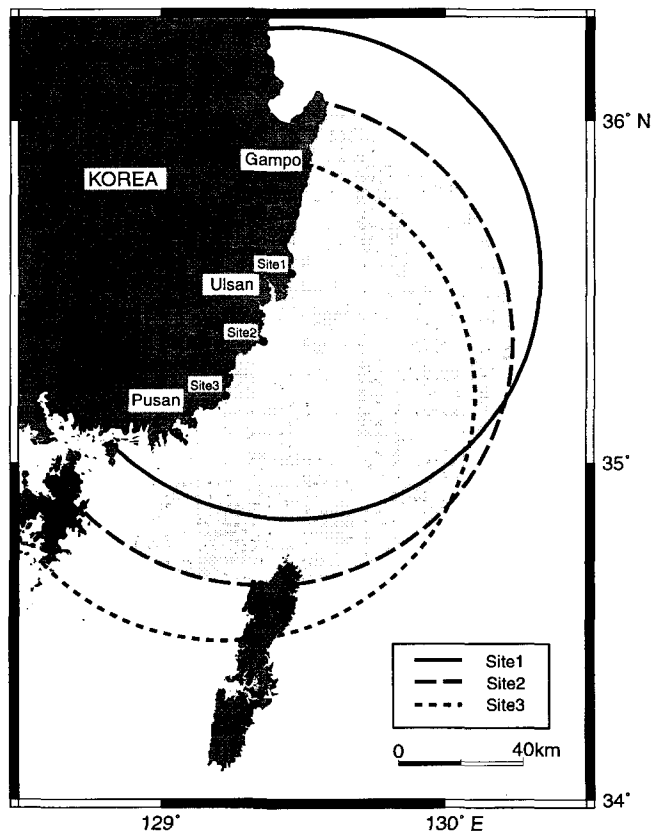 36° N
Gampo
KOREA
Site1
Ulsan
Site2
Site3
Pusan
35°
Site1
Site2
Site3
0 40km
34°
129° 130° E